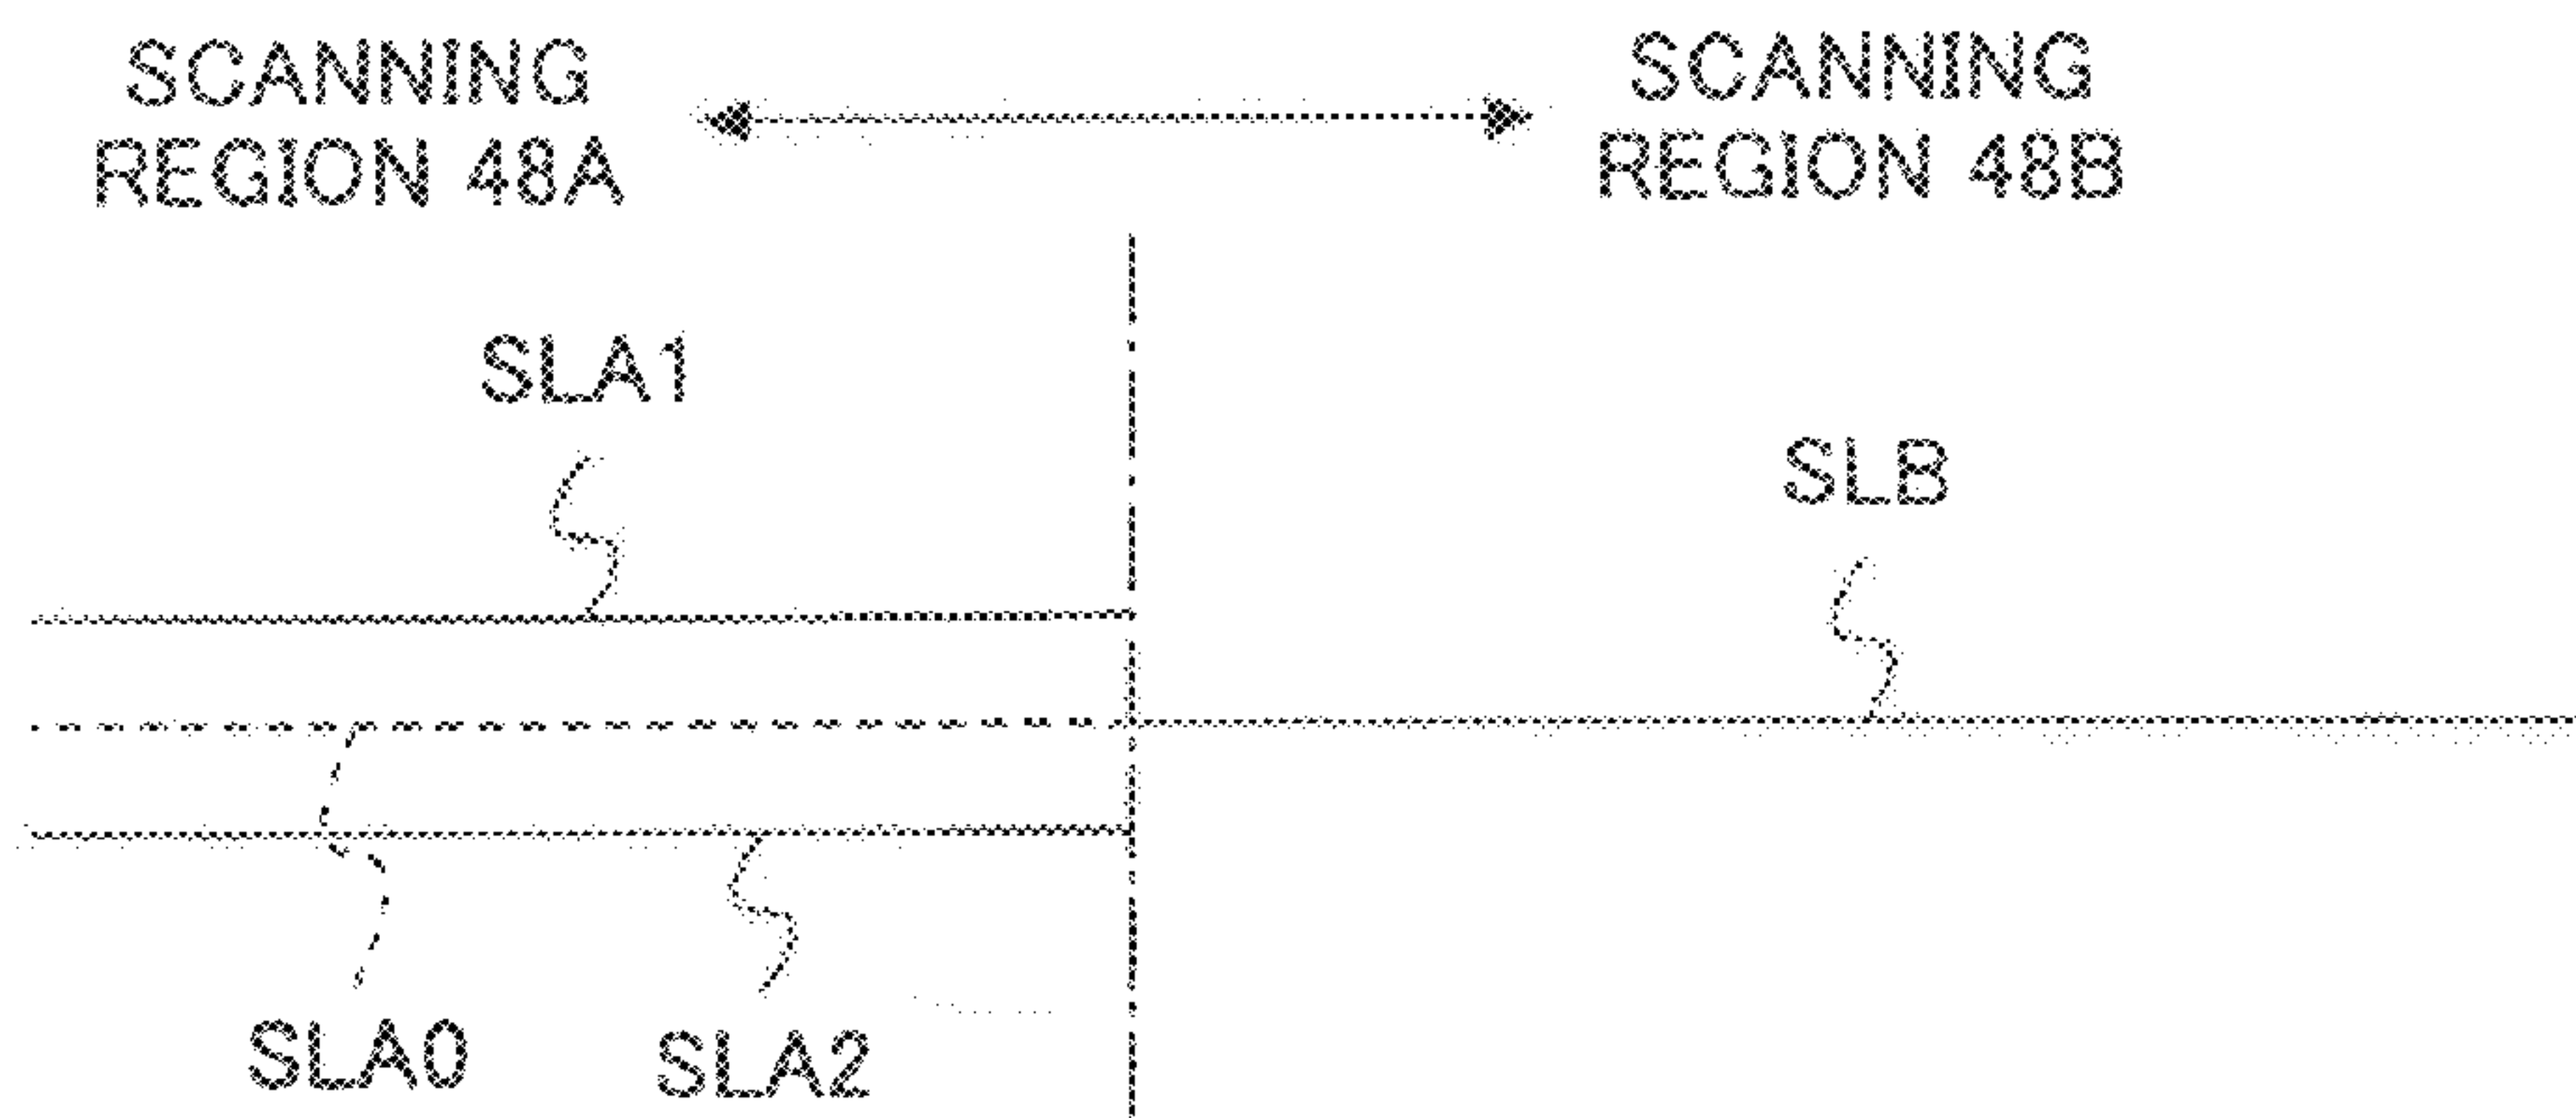 SCANNING
REGION 48A
SCANNING
REGION 48B
SLA1
SLB
SLA0
SLA2